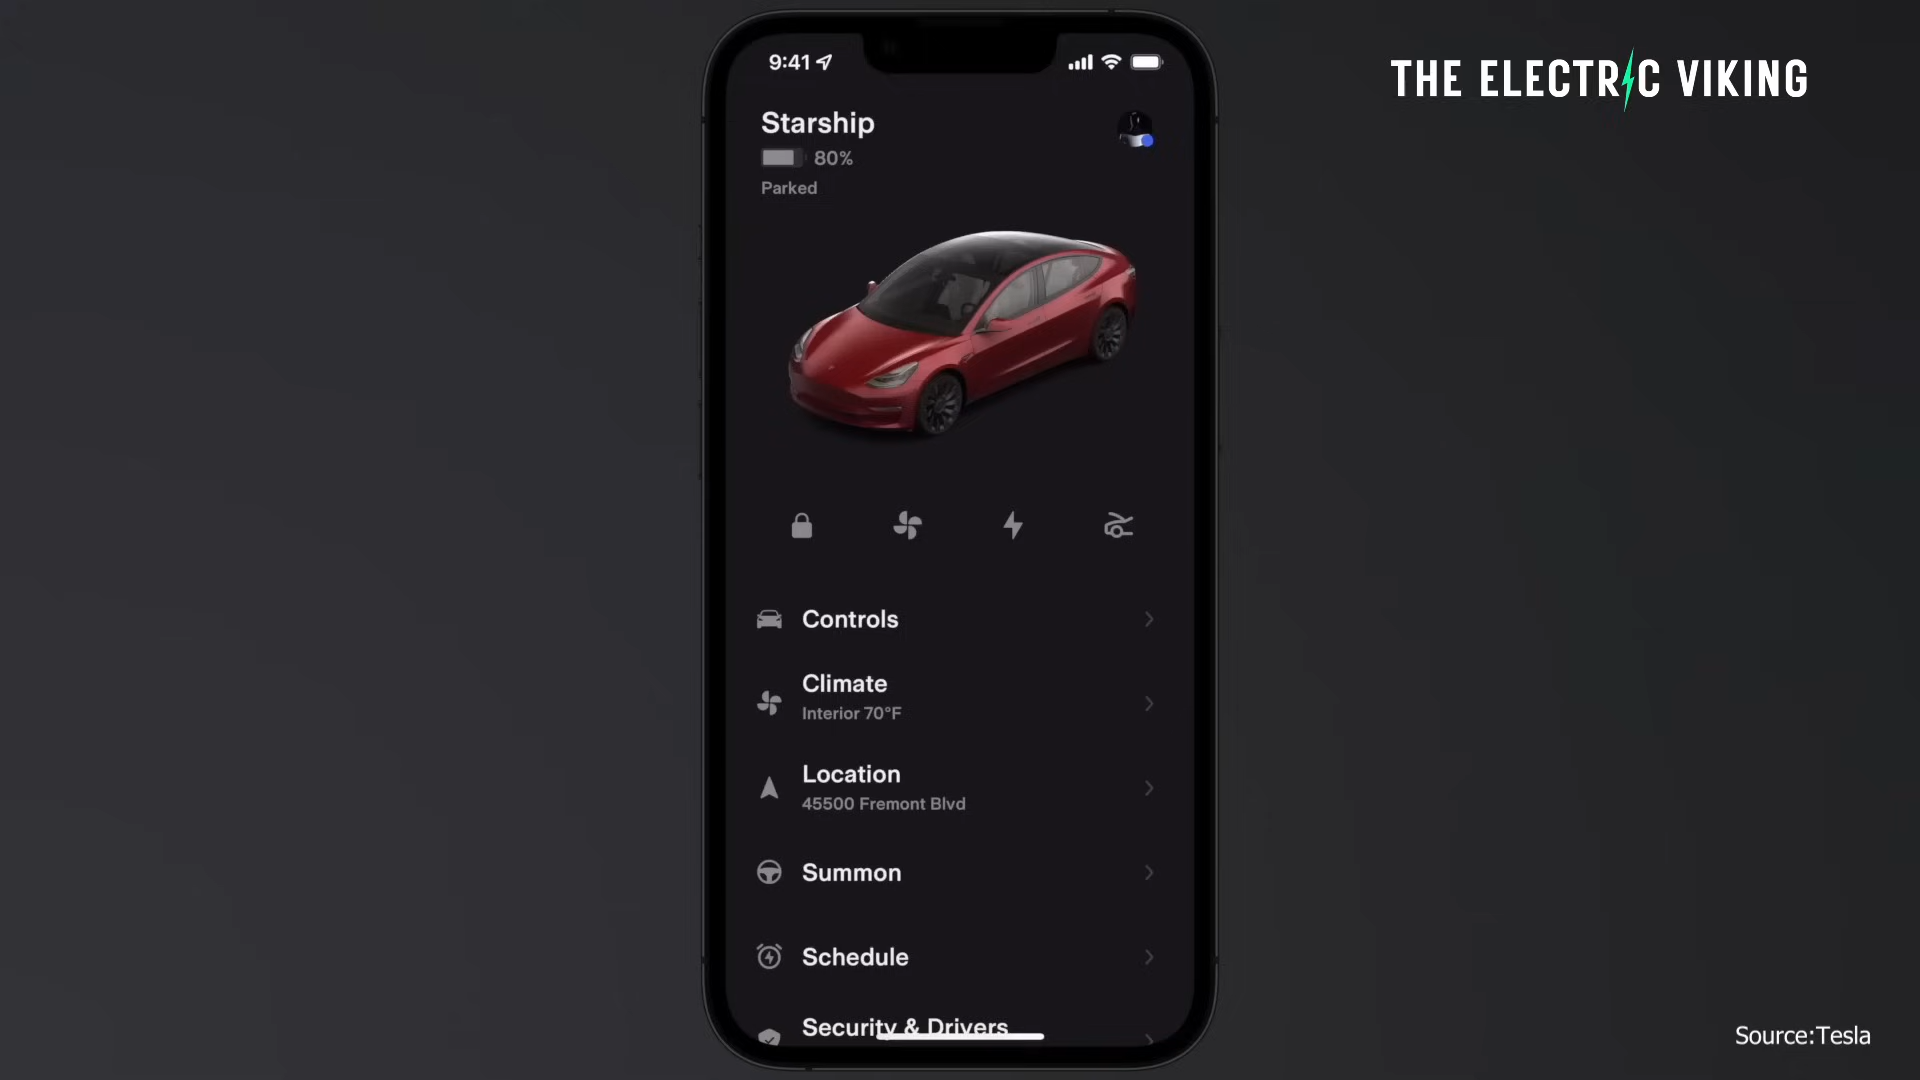 9:41
THE ELECTRIC VIKING
Starship
80%
Parked
Controls
Climate
Interior 70°F
Location
45500 Fremont Blvd
Summon
Schedule
Security & Drivers
Source:Tesla